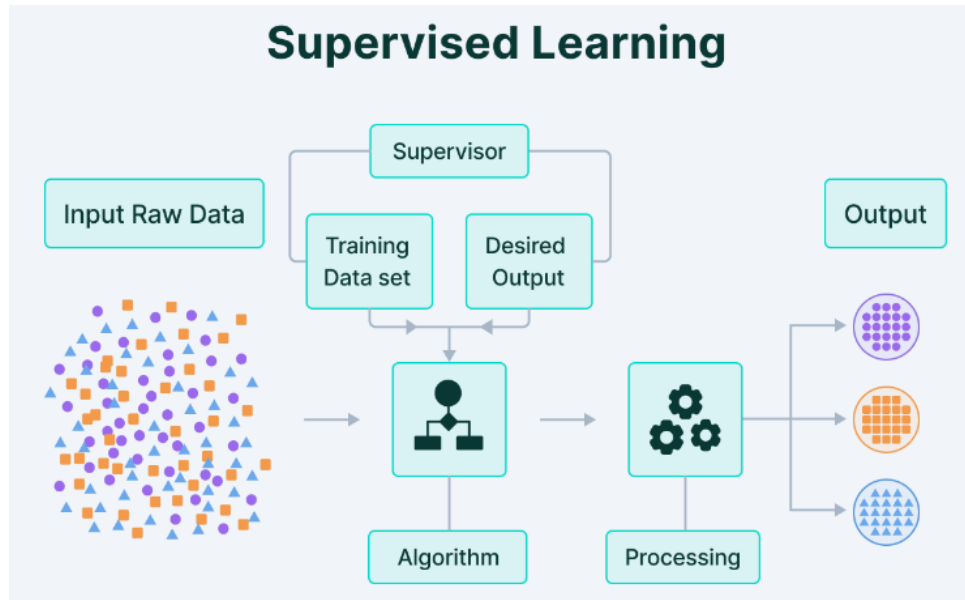 Supervised Learning
Supervisor
Input Raw Data
Training
Data set
Desired
Output
Output
Algorithm
Processing